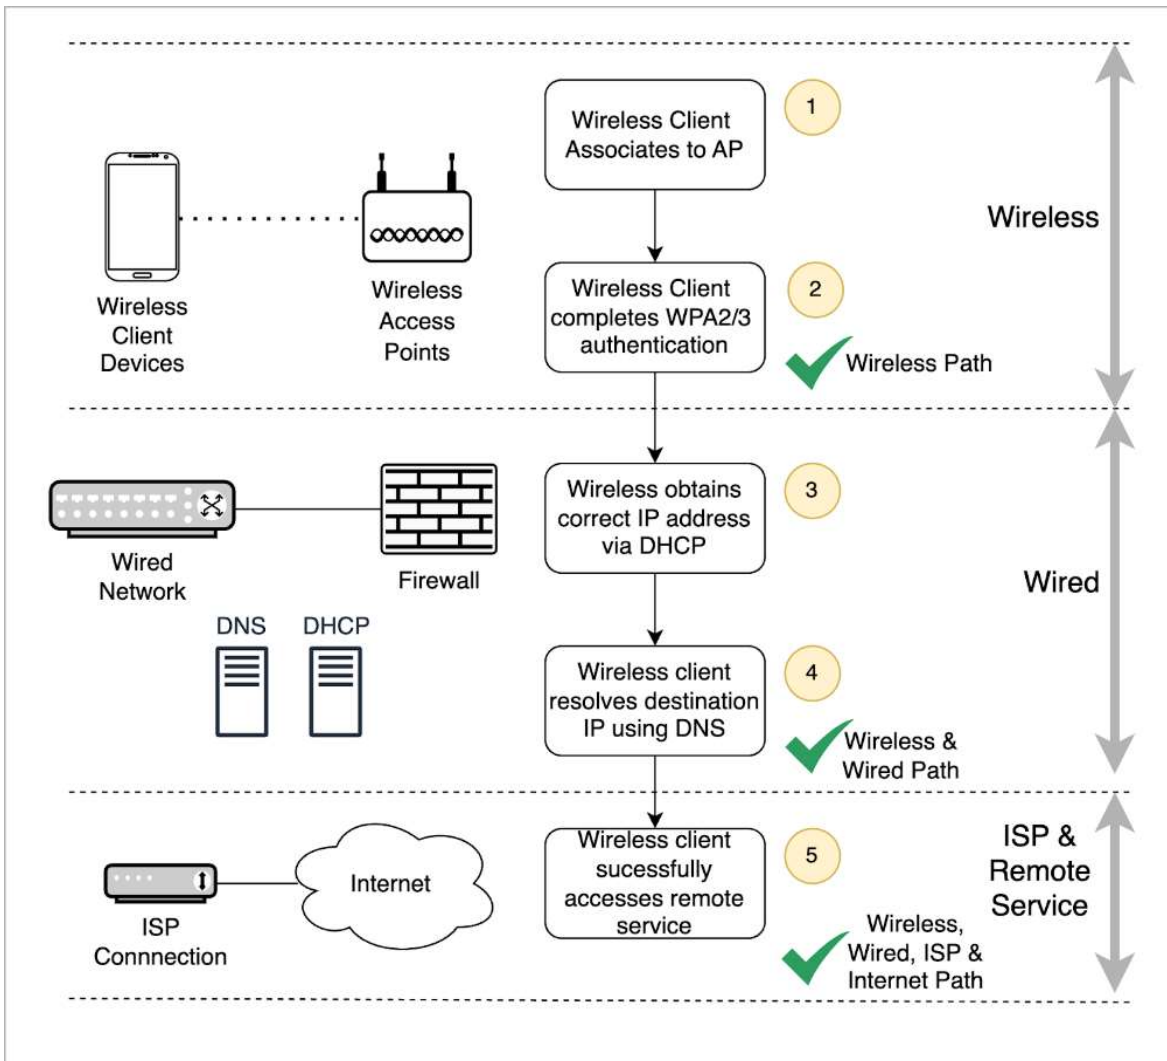 1
Wireless Client
Associates to AP
Wireless
Wireless
Client
Devices
Wireless
Access
Points
2
Wireless Client
completes WPA2/3
authentication
Wireless Path
3
Wireless obtains
correct IP address
via DHCP
Wired
Network
Firewall
Wired
DNS
DHCP
4
Wireless client
resolves destination
IP using DNS
Wireless &
Wired Path
5
Wireless client
sucessfully
accesses remote
service
ISP &
Remote
Service
Internet
ISP
Connnection
Wireless,
Wired, ISP &
Internet Path